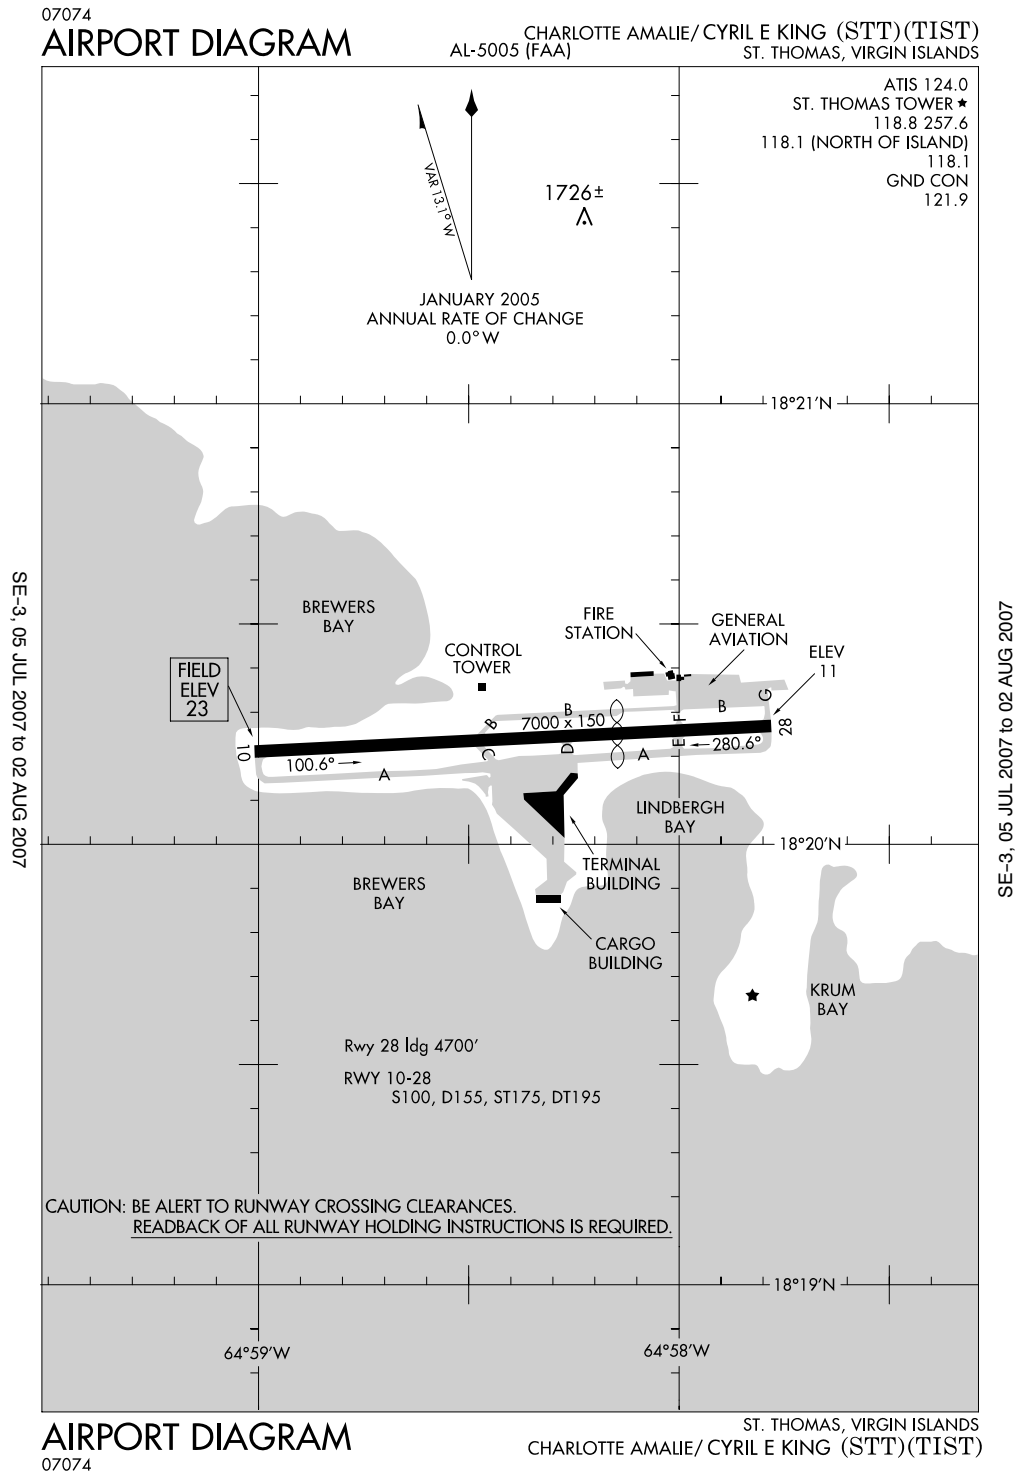 07074
AIRPORT DIAGRAM
AL-5005 (FAA)
CHARLOTTE AMALIE/ CYRIL E KING (STT)(TIST)
ST. THOMAS, VIRGIN ISLANDS
ATIS 124.0
ST. THOMAS TOWER ★
118.8 257.6
118.1 (NORTH OF ISLAND)
118.1
GND CON
121.9
VAR 13.1° W
1726±
JANUARY 2005
ANNUAL RATE OF CHANGE
0.0° W
18°21'N
SE-3, 05 JUL 2007 to 02 AUG 2007
SE-3, 05 JUL 2007 to 02 AUG 2007
BREWERS
BAY
FIRE
STATION
GENERAL
AVIATION
CONTROL
TOWER
ELEV
11
FIELD
ELEV
23
G
B
B
B
F
7000 x 150
28
10
C
D
E
280.6°
A
100.6°
A
LINDBERGH
BAY
18°20'N
TERMINAL
BUILDING
BREWERS
BAY
CARGO
BUILDING
KRUM
BAY
Rwy 28 ldg 4700'
RWY 10-28
S100, D155, ST175, DT195
CAUTION: BE ALERT TO RUNWAY CROSSING CLEARANCES.
READBACK OF ALL RUNWAY HOLDING INSTRUCTIONS IS REQUIRED.
18°19'N
64°59'W
64°58'W
AIRPORT DIAGRAM
07074
ST. THOMAS, VIRGIN ISLANDS
CHARLOTTE AMALIE/ CYRIL E KING (STT)(TIST)